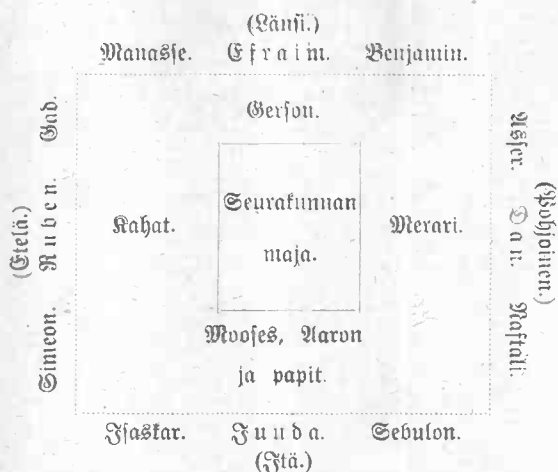 (Länsi.)
Manasse. Efraim. Benjamin.
Gerson.
Gad.
Ruben.
(Etelä.)
Simeon.
Kahat.
Seurakunnan
maja.
Merari.
Asser.
Dan.
(Pohjoinen.)
Naftali.
Mooses, Aaron
ja papit.
Isaskar. Juuda. Sebulon.
(Itä.)